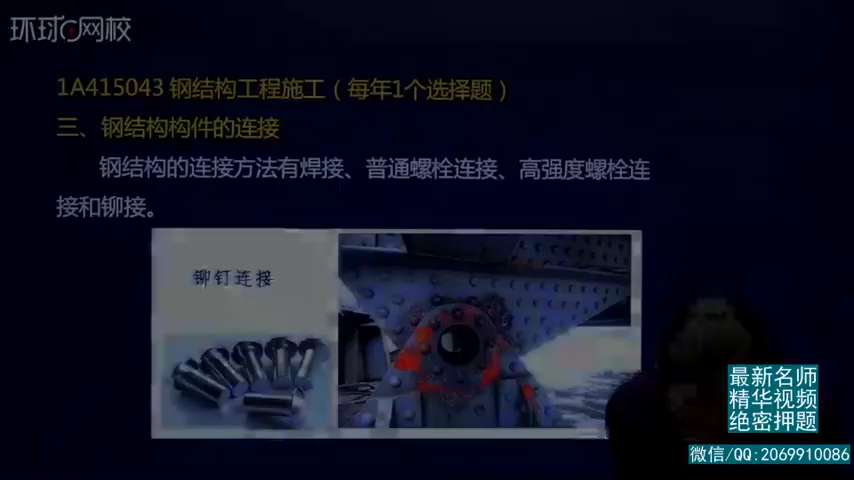 环球网校
1A415043 钢结构工程施工（每年1个选择题）
三、钢结构构件的连接
钢结构的连接方法有焊接、普通螺栓连接、高强度螺栓连
接和铆接。
铆钉连接
最新名师
精华视频
绝密押题
微信/QQ:2069910086